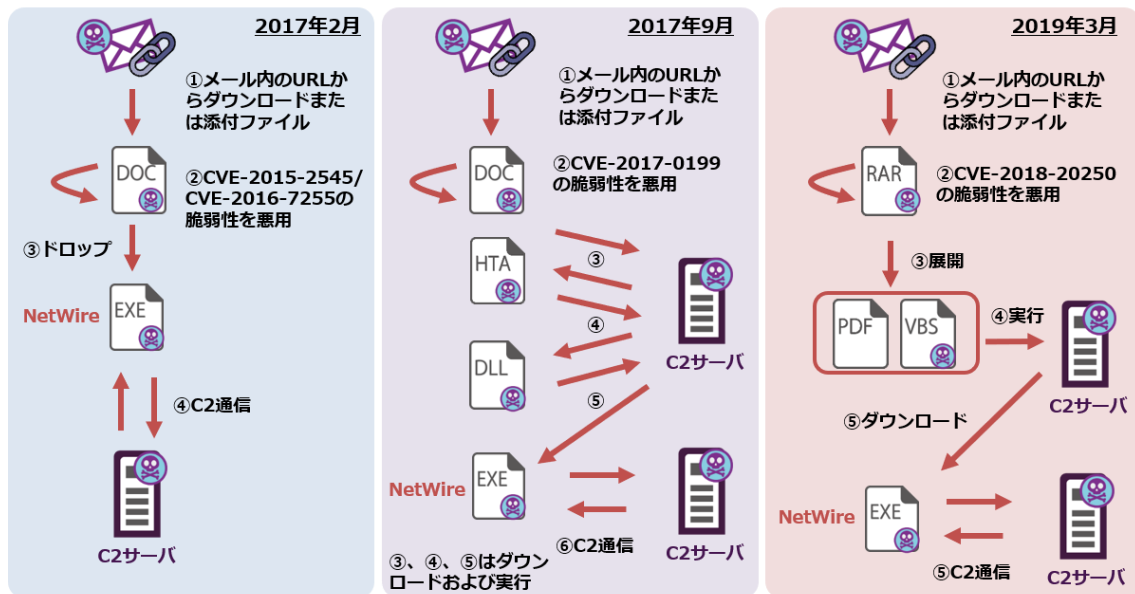 2017年2月
①メール内のURLか
らダウンロードまた
は添付ファイル
DOC
②CVE-2015-2545/
CVE-2016-7255の
脆弱性を悪用
③ドロップ
NetWire
EXE
④C2通信
C2サーバ
2017年9月
①メール内のURLか
らダウンロードまた
は添付ファイル
DOC
②CVE-2017-0199
の脆弱性を悪用
HTA
③
④
DLL
C2サーバ
⑤
NetWire
EXE
⑥C2通信
C2サーバ
③、④、⑤はダウン
ロードおよび実行
2019年3月
①メール内のURLか
らダウンロードまた
は添付ファイル
RAR
②CVE-2018-20250
の脆弱性を悪用
③展開
PDF
VBS
④実行
C2サーバ
⑤ダウンロード
NetWire
EXE
⑤C2通信
C2サーバ